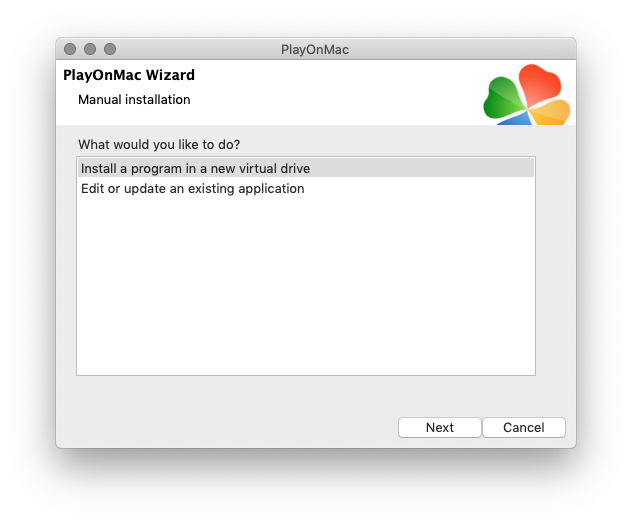 PlayOnMac
PlayOnMac Wizard
Manual installation
What would you like to do?
Install a program in a new virtual drive
Edit or update an existing application
Next
Cancel